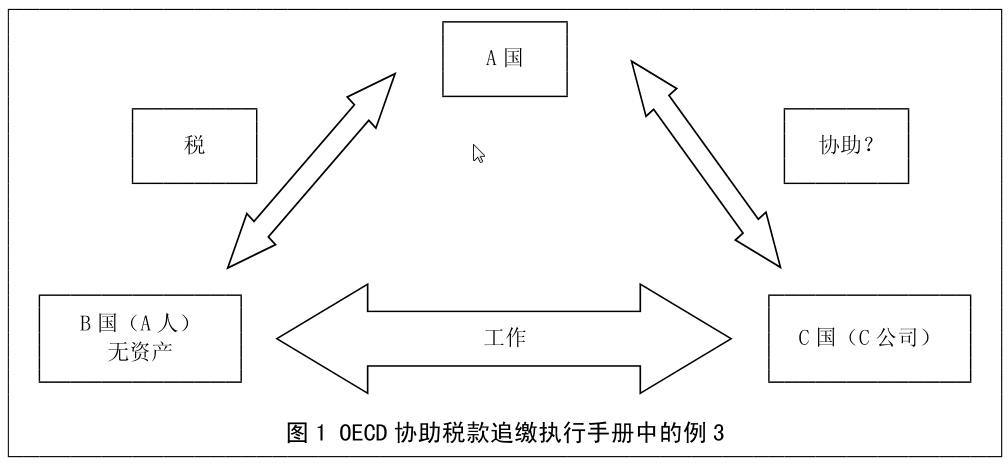 A 国
税
协助？
B 国（A 人）
无资产
工作
C 国（C 公司）
图 1 OECD 协助税款追缴执行手册中的例 3